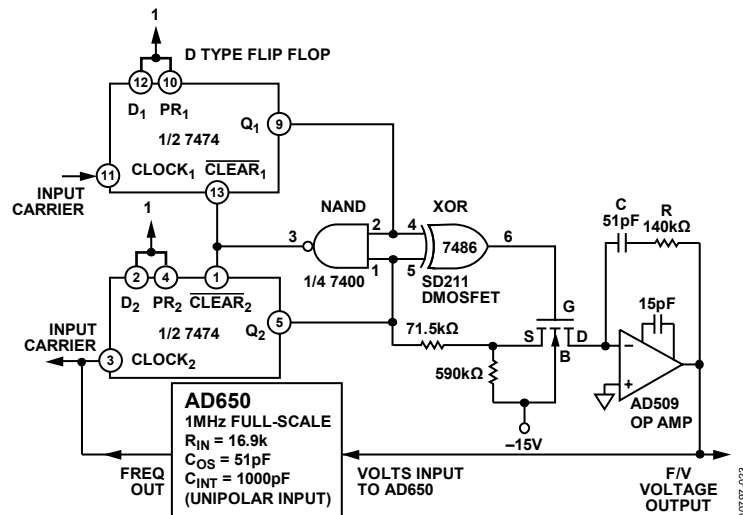 1
D TYPE FLIP FLOP
12
10
D1
PR1
Q1
9
1/2 7474
11
CLOCK1
CLEAR1
INPUT
CARRIER
13
1
NAND
XOR
3
2
1
4
5
7486
6
1/4 7400
SD211
DMOSFET
C
51pF
R
140kΩ
2
4
1
D2
PR2
CLEAR2
1/2 7474
Q2
5
INPUT
CARRIER
3
CLOCK2
71.5kΩ
590kΩ
G
S
D
B
15pF
–
+
AD509
OP AMP
–15V
AD650
1MHz FULL-SCALE
RIN = 16.9k
COS = 51pF
CINT = 1000pF
(UNIPOLAR INPUT)
FREQ
OUT
VOLTS INPUT
TO AD650
F/V
VOLTAGE
OUTPUT